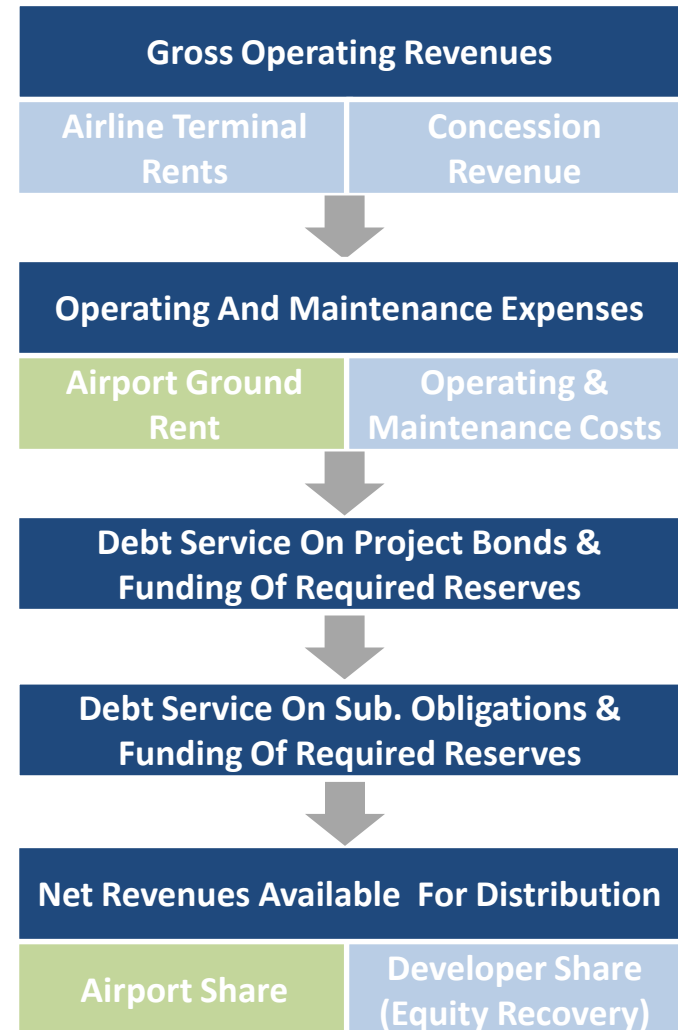 Gross Operating Revenues
Airline Terminal
Rents
Concession
Revenue
Operating And Maintenance Expenses
Airport Ground
Rent
Operating &
Maintenance Costs
Debt Service On Project Bonds &
Funding Of Required Reserves
Debt Service On Sub. Obligations &
Funding Of Required Reserves
Net Revenues Available  For Distribution
Airport Share
Developer Share
(Equity Recovery)